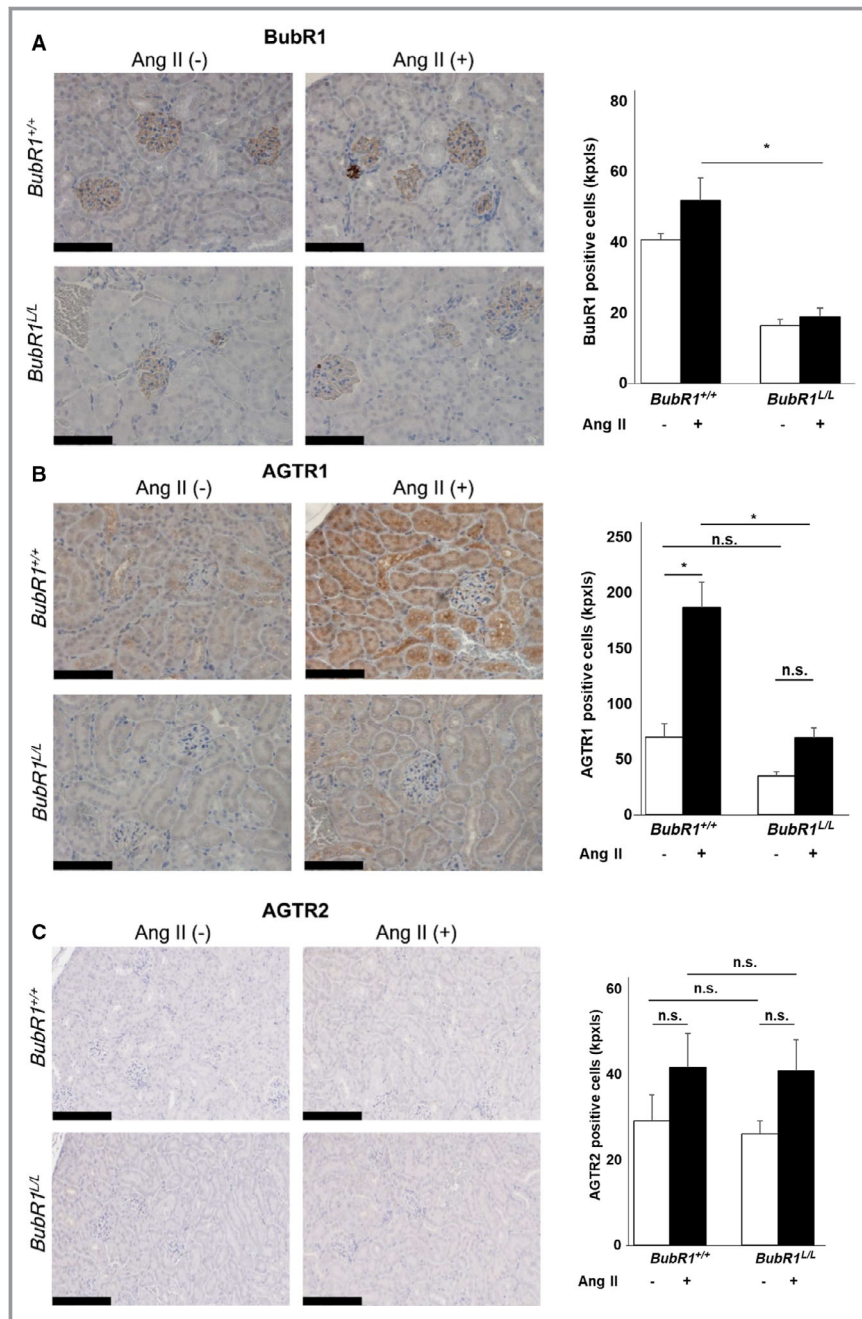 A
BubR1
Ang II (-) Ang II (+)
BubR1+/+
BubR1L/L
80
60
40
20
0
BubR1 positive cells (kpxls)
*
BubR1+/+ BubR1L/L
Ang II - + - +
B
AGTR1
Ang II (-) Ang II (+)
BubR1+/+
BubR1L/L
250
200
150
100
50
0
AGTR1 positive cells (kpxls)
*
n.s.
*
n.s.
BubR1+/+ BubR1L/L
Ang II - + - +
C
AGTR2
Ang II (-) Ang II (+)
BubR1+/+
BubR1L/L
60
40
20
0
AGTR2 positive cells (kpxls)
n.s.
n.s.
n.s. n.s.
BubR1+/+ BubR1L/L
Ang II - + - +